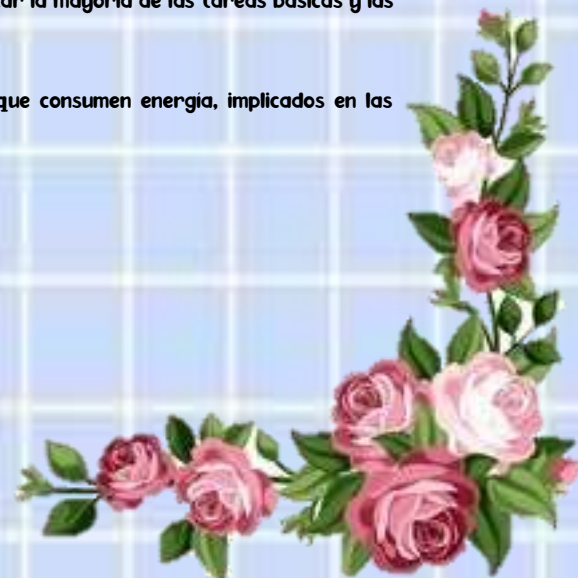 ar la mayoría de las tareas básicas y las
que consumen energía, implicados en las